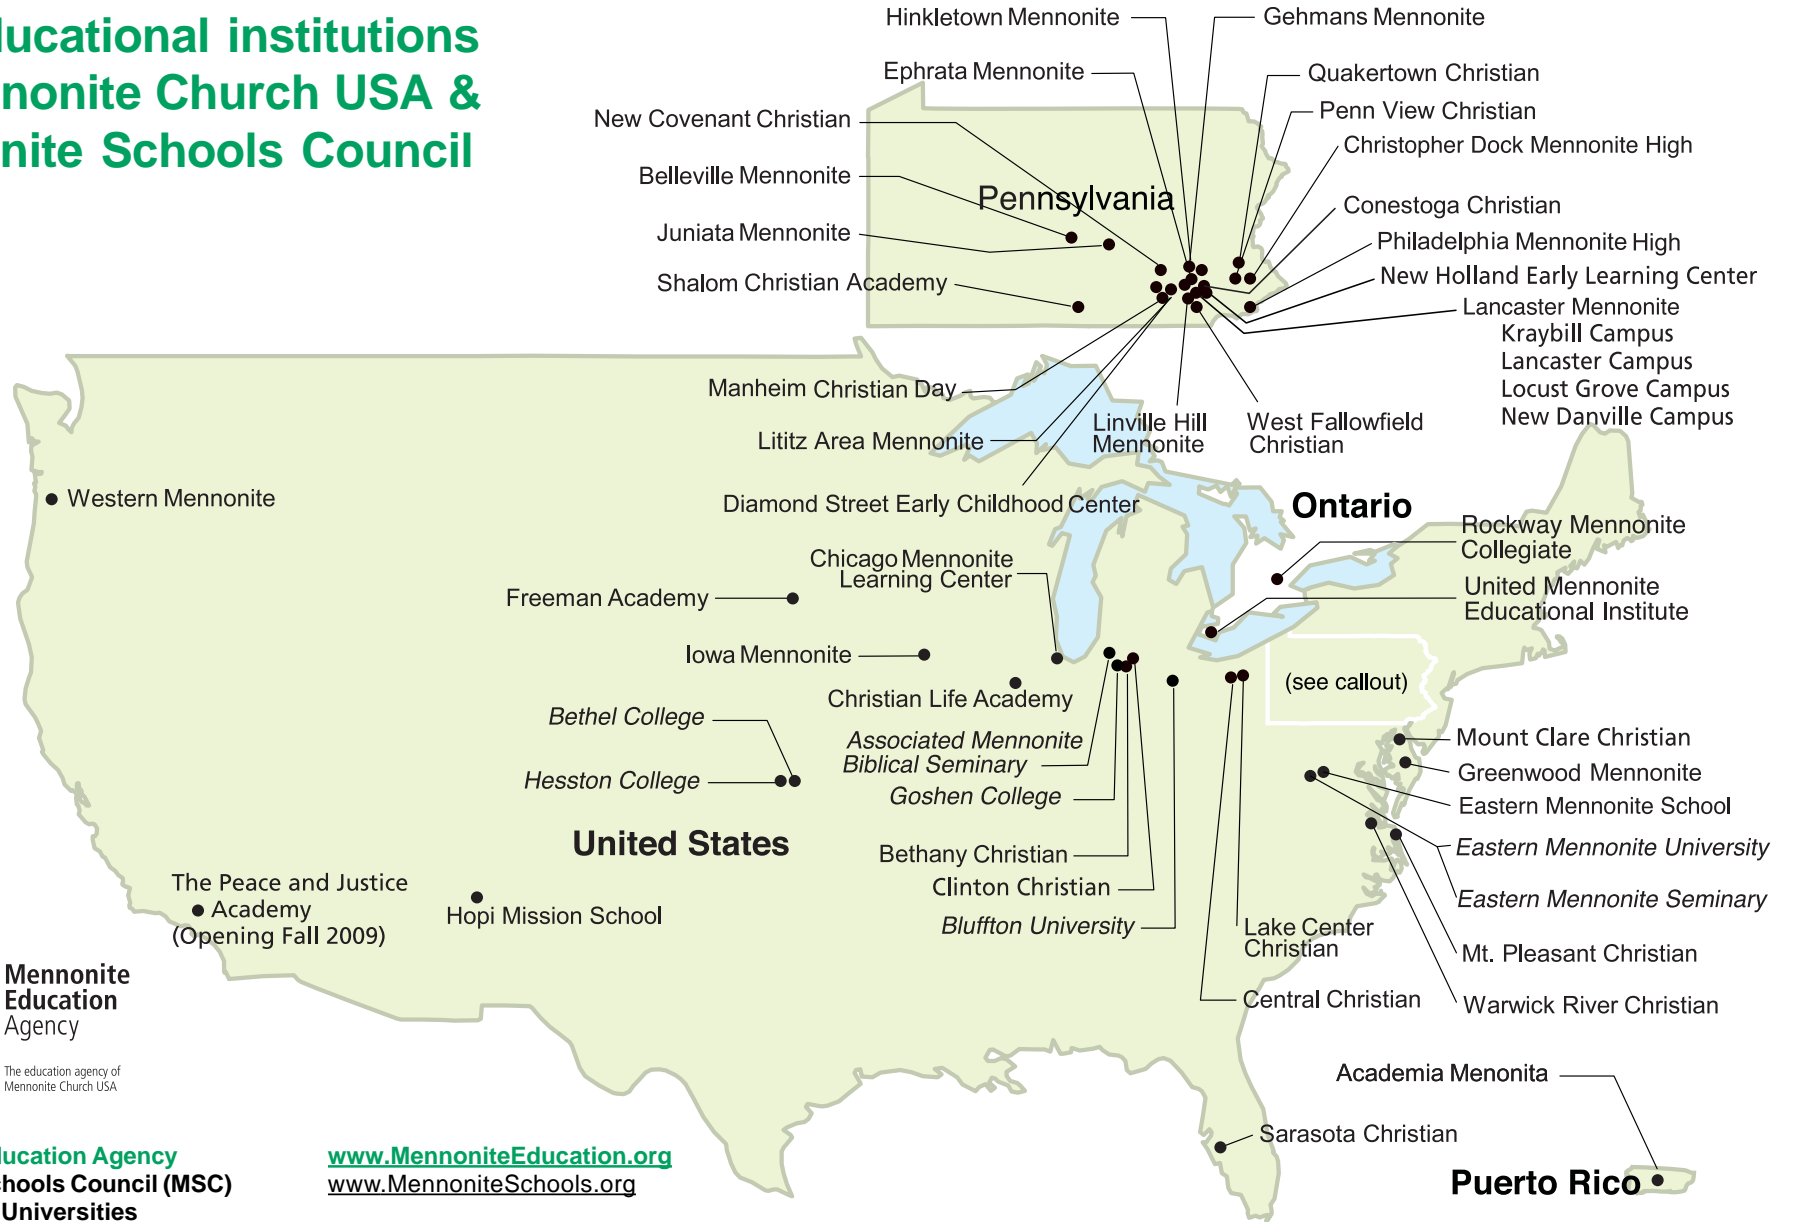 ducational institutions
nnonite Church USA &
nite Schools Council
Hinkletown Mennonite
Gehmans Mennonite
Ephrata Mennonite
Quakertown Christian
Penn View Christian
New Covenant Christian
Christopher Dock Mennonite High
Belleville Mennonite
Pennsylvania
Conestoga Christian
Juniata Mennonite
Philadelphia Mennonite High
Shalom Christian Academy
New Holland Early Learning Center
Lancaster Mennonite
Kraybill Campus
Lancaster Campus
Locust Grove Campus
New Danville Campus
Manheim Christian Day
Linville Hill
Mennonite
West Fallowfield
Christian
Lititz Area Mennonite
Diamond Street Early Childhood Center
Western Mennonite
Ontario
Rockway Mennonite
Collegiate
Chicago Mennonite
Learning Center
United Mennonite
Educational Institute
Freeman Academy
Iowa Mennonite
Christian Life Academy
(see callout)
Bethel College
Associated Mennonite
Biblical Seminary
Mount Clare Christian
Hesston College
Greenwood Mennonite
Goshen College
Eastern Mennonite School
United States
Bethany Christian
Eastern Mennonite University
Clinton Christian
Eastern Mennonite Seminary
The Peace and Justice
Academy
(Opening Fall 2009)
Hopi Mission School
Bluffton University
Lake Center
Christian
Mt. Pleasant Christian
Central Christian
Warwick River Christian
Mennonite
Education
Agency
The education agency of
Mennonite Church USA
Academia Menonita
Sarasota Christian
Puerto Rico
lucation Agency
chools Council (MSC)
Universities
www.MennoniteEducation.org
www.MennoniteSchools.org